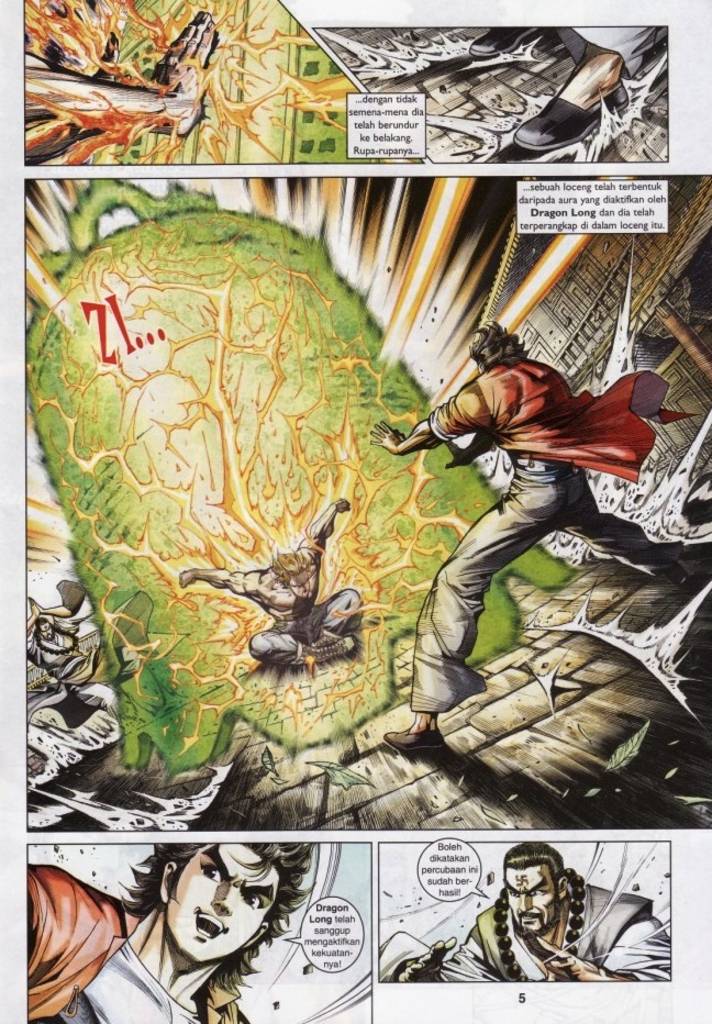 ...dengan tidak
semena-mena dia
telah berundur
ke belakang.
Rupa-rupanya...
...sebuah loceng telah terbentuk
daripada aura yang diaktifkan oleh
Dragon Long dan dia telah
terperangkap di dalam loceng itu.
ZI...
Dragon
Long telah
sanggup
mengaktifkan
kekuatan-
nya!
Boleh
dikatakan
percubaan ini
sudah ber-
hasil!
5